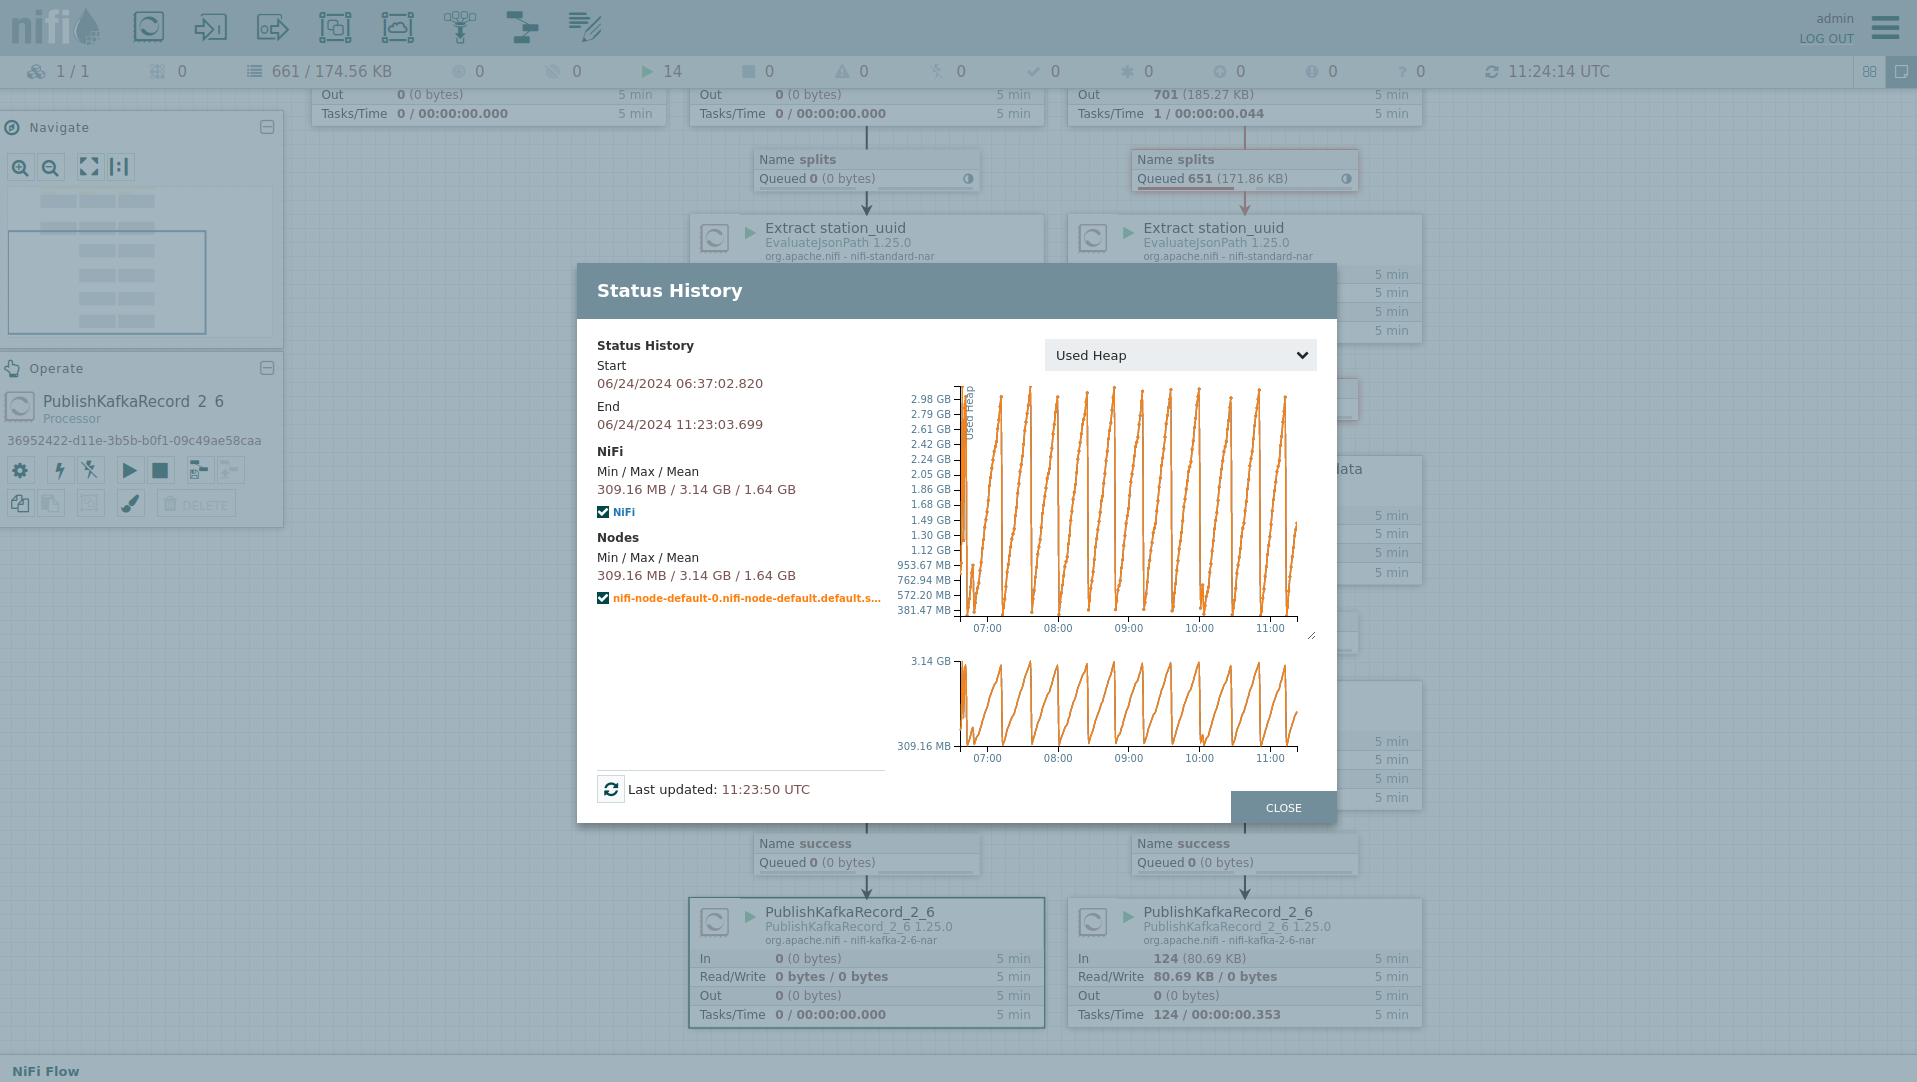 nifi
admin
LOG OUT
1 / 1
0
661 / 174.56 KB
0
0
14
0
0
0
0
0
0
0
? 0
11:24:14 UTC
Out 0 (0 bytes) 5 min
Tasks/Time 0 / 00:00:00.000 5 min
Out 0 (0 bytes) 5 min
Tasks/Time 0 / 00:00:00.000 5 min
Out 701 (185.27 KB) 5 min
Tasks/Time 1 / 00:00:00.044 5 min
Navigate
Name splits
Queued 0 (0 bytes)
Name splits
Queued 651 (171.86 KB)
Extract station_uuid
EvaluateJsonPath 1.25.0
org.apache.nifi - nifi-standard-nar
Extract station_uuid
EvaluateJsonPath 1.25.0
org.apache.nifi - nifi-standard-nar
5 min
5 min
5 min
5 min
Operate
PublishKafkaRecord_2_6
Processor
36952422-d11e-3b5b-b0f1-09c49ae58caa
DELETE
Status History
Status History
Start
06/24/2024 06:37:02.820
End
06/24/2024 11:23:03.699
NiFi
Min / Max / Mean
309.16 MB / 3.14 GB / 1.64 GB
NiFi
Nodes
Min / Max / Mean
309.16 MB / 3.14 GB / 1.64 GB
nifi-node-default-0.nifi-node-default.default.s...
Last updated: 11:23:50 UTC
Used Heap
Used Heap
2.98 GB
2.79 GB
2.61 GB
2.42 GB
2.24 GB
2.05 GB
1.86 GB
1.68 GB
1.49 GB
1.30 GB
1.12 GB
953.67 MB
762.94 MB
572.20 MB
381.47 MB
07:00 08:00 09:00 10:00 11:00
3.14 GB
309.16 MB
07:00 08:00 09:00 10:00 11:00
CLOSE
data
5 min
5 min
5 min
5 min
5 min
5 min
5 min
5 min
Name success
Queued 0 (0 bytes)
Name success
Queued 0 (0 bytes)
PublishKafkaRecord_2_6
PublishKafkaRecord_2_6 1.25.0
org.apache.nifi - nifi-kafka-2-6-nar
In 0 (0 bytes) 5 min
Read/Write 0 bytes / 0 bytes 5 min
Out 0 (0 bytes) 5 min
Tasks/Time 0 / 00:00:00.000 5 min
PublishKafkaRecord_2_6
PublishKafkaRecord_2_6 1.25.0
org.apache.nifi - nifi-kafka-2-6-nar
In 124 (80.69 KB) 5 min
Read/Write 80.69 KB / 0 bytes 5 min
Out 0 (0 bytes) 5 min
Tasks/Time 124 / 00:00:00.353 5 min
NiFi Flow